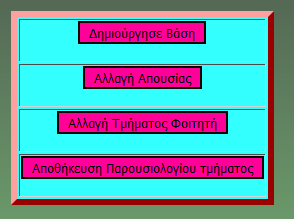 Δημιούργησε Βάση
Αλλαγή Απουσίας
Αλλαγή Τμήματος Φοιτητή
Αποθήκευση Παρουσιολογίου τμήματος